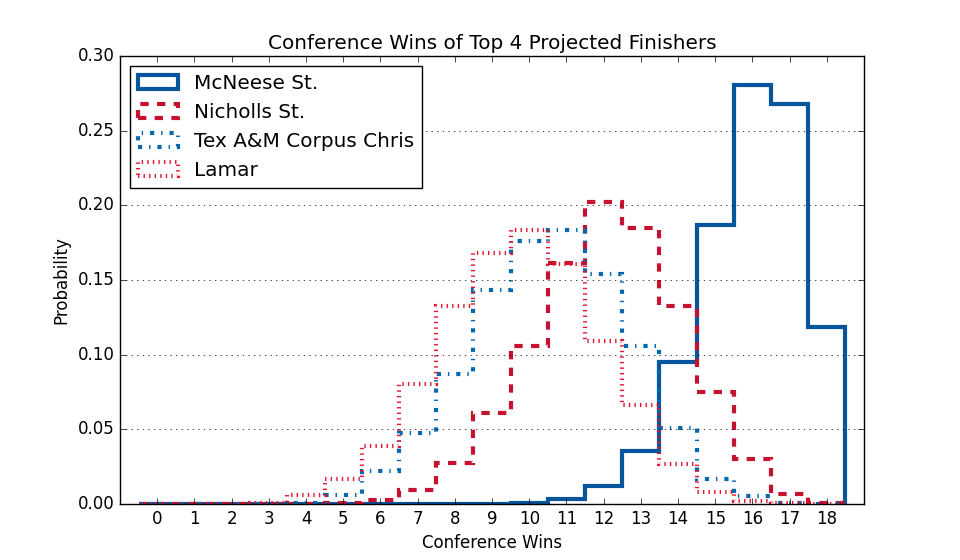 Conference Wins of Top 4 Projected Finishers
0.30
0.25
0.20
0.15
0.10
0.05
0.00
Probability
McNeese St.
Nicholls St.
Tex A&M Corpus Chris
Lamar
0 1 2 3 4 5 6 7 8 9 10 11 12 13 14 15 16 17 18
Conference Wins